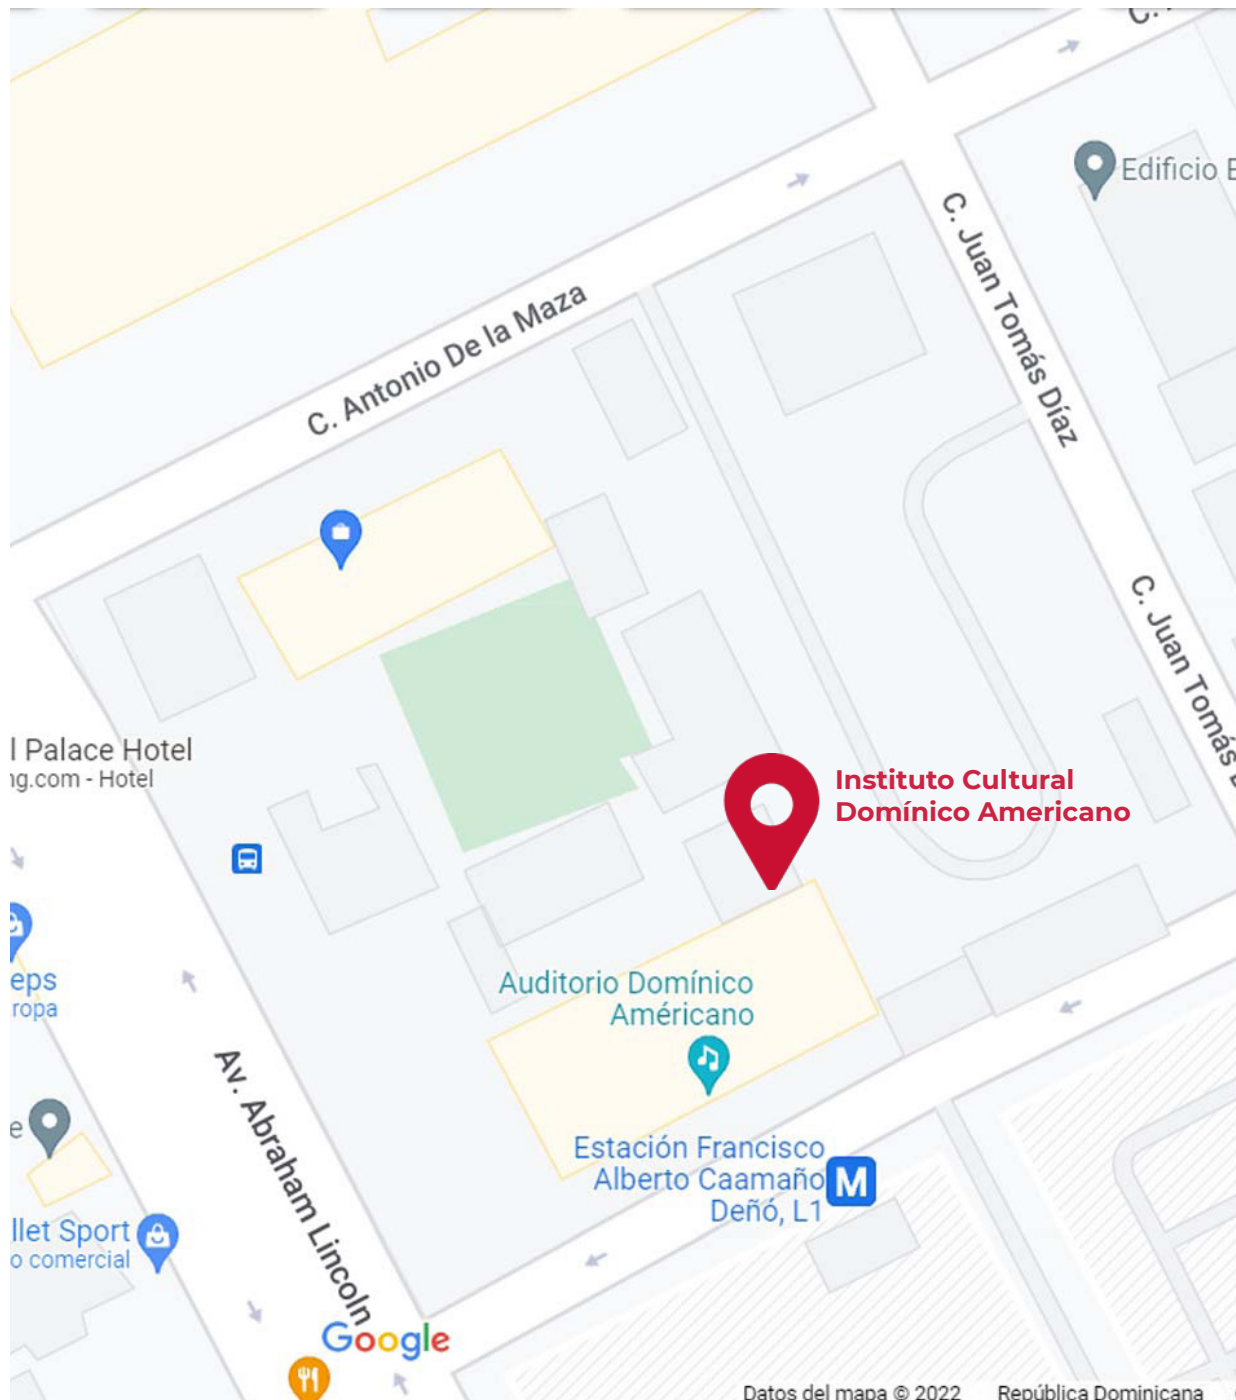 C.
Edificio E
C. Juan Tomás Díaz
C. Antonio De la Maza
C. Juan Tomás D
l Palace Hotel
ng.com - Hotel
Instituto Cultural
Domínico Americano
eps
ropa
Auditorio Domínico
Américano
Av. Abraham Lincoln
e
Estación Francisco
Alberto Caamaño
Deñó, L1
M
llet Sport
o comercial
Google
Datos del mapa © 2022 República Dominicana